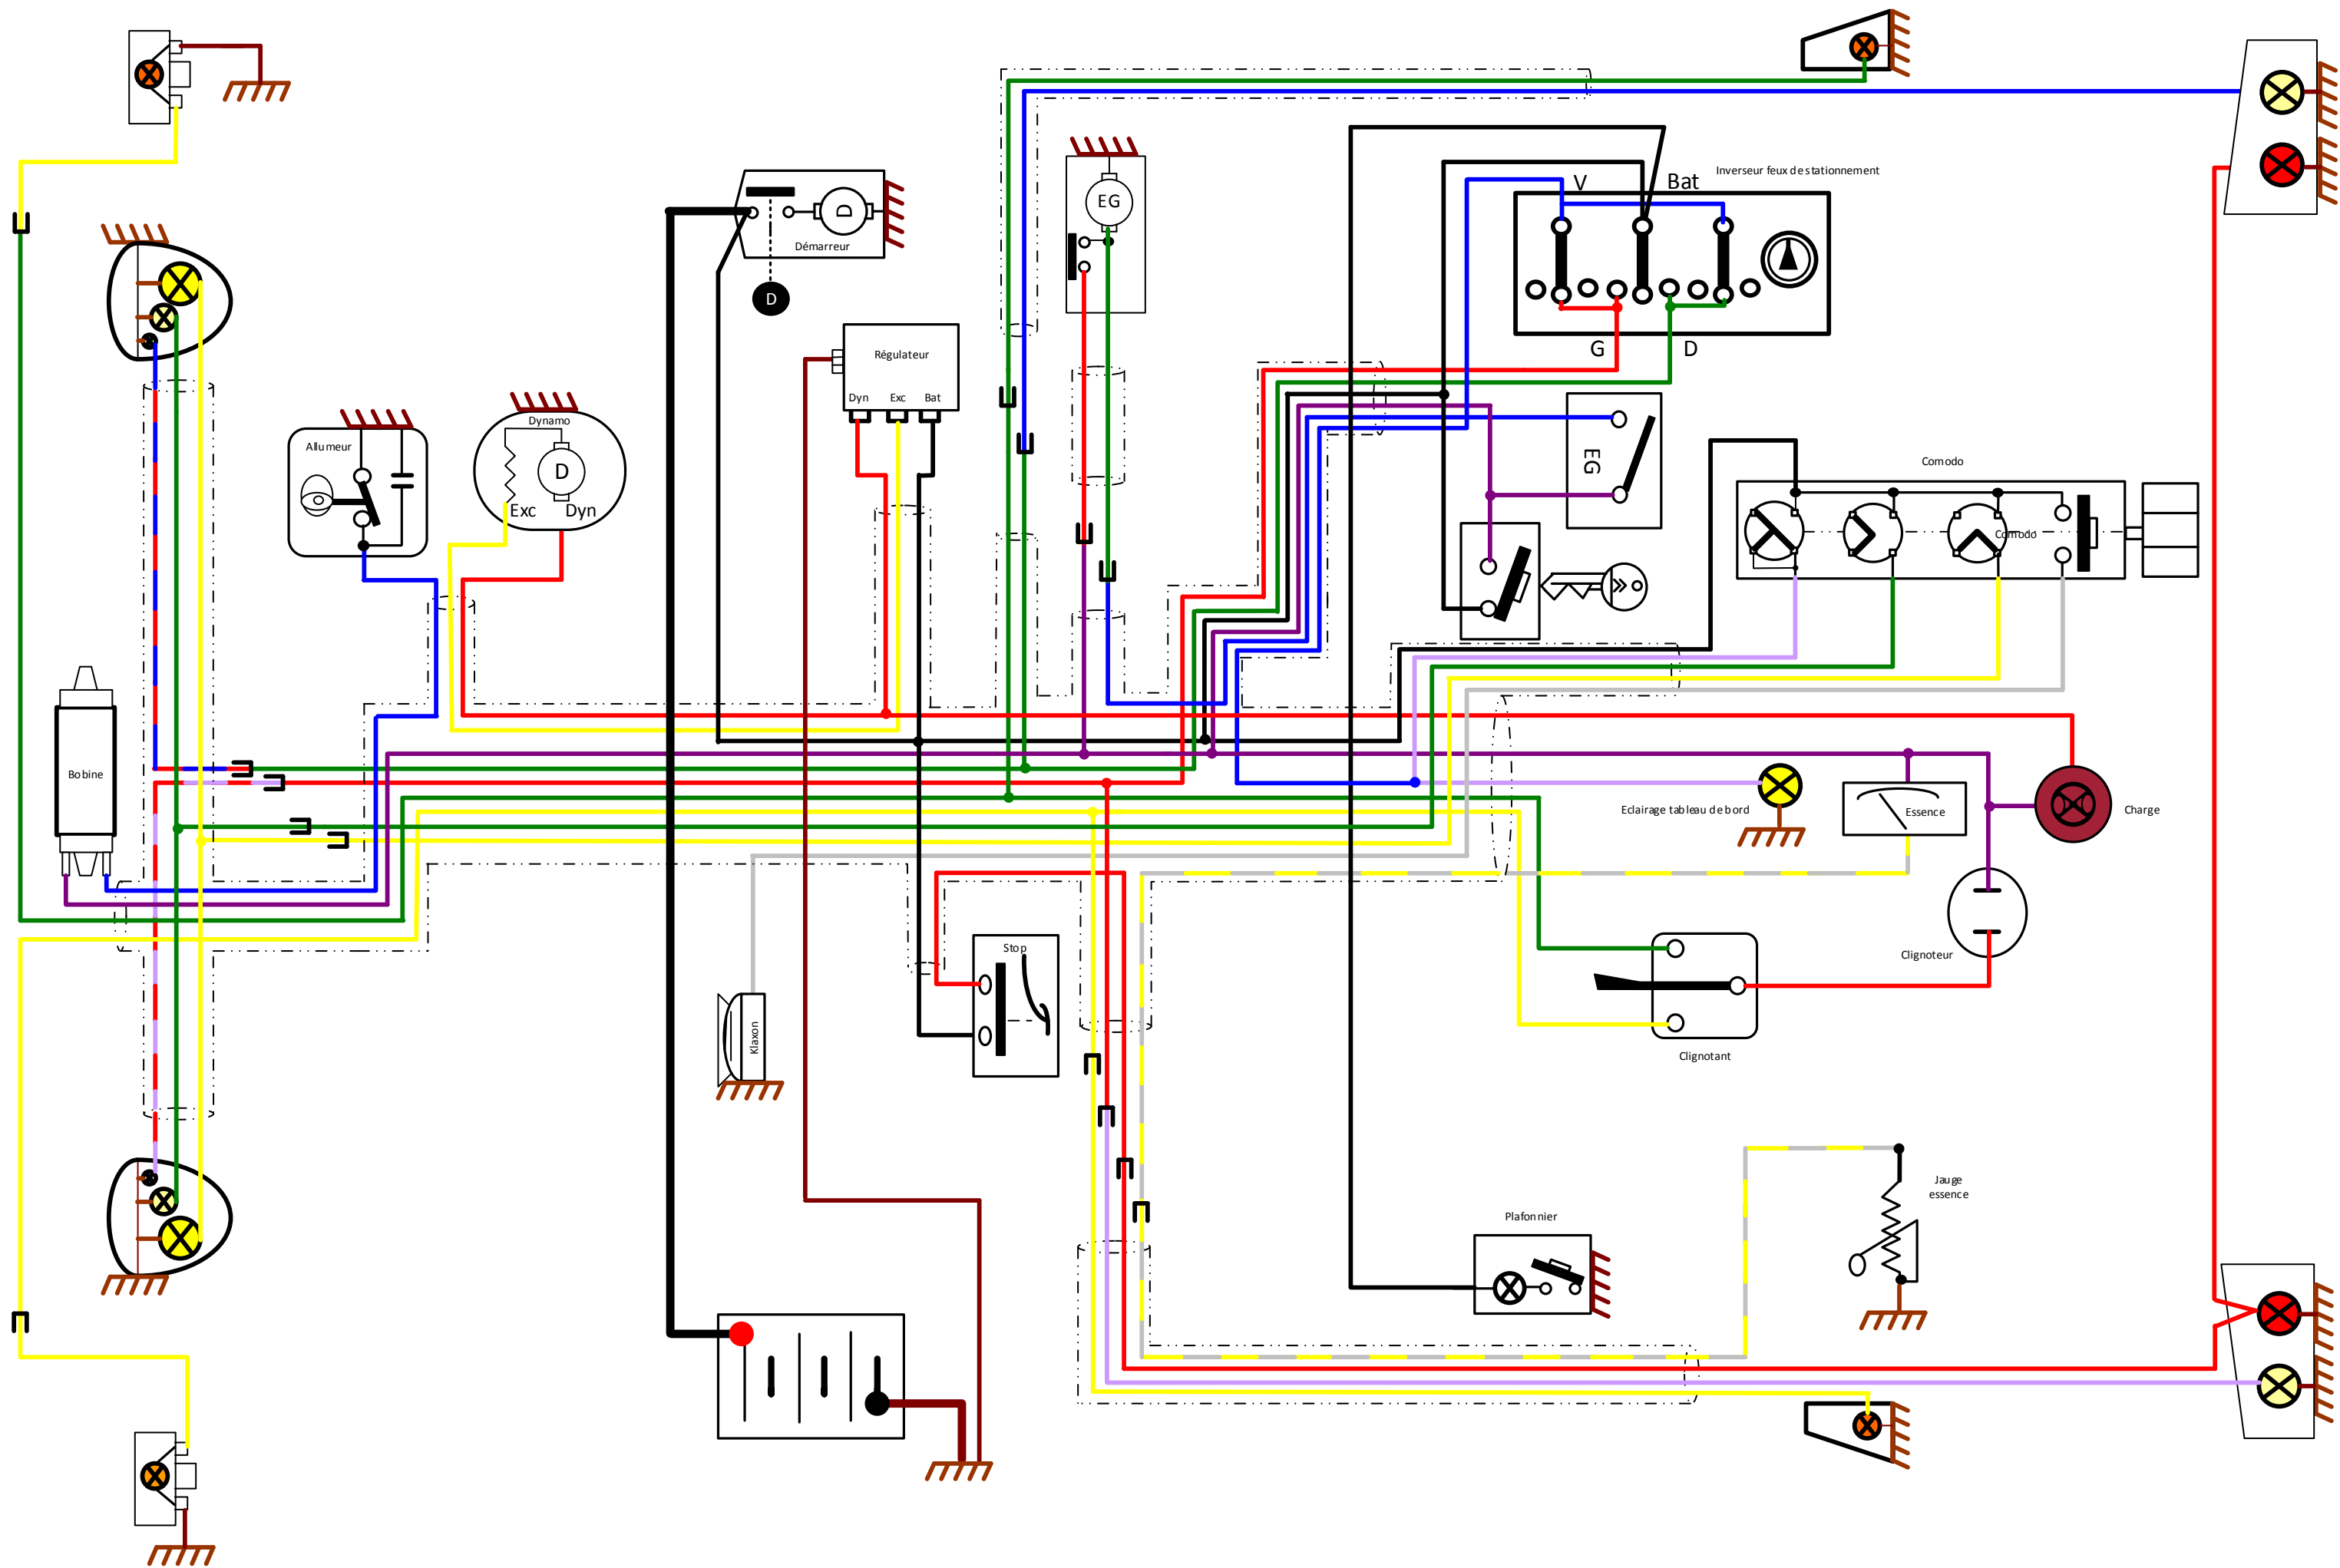 Inverseur feux de stationnement
V
Bat
EG
D
Démarreur
D
G
D
Régulateur
Dyn
Exc
Bat
Allumeur
Dynamo
D
Exc
Dyn
EG
Comodo
Comodo
Bobine
Eclairage tableau de bord
Essence
Charge
Clignoteur
Stop
Klaxon
Clignotant
Jauge
essence
Plafonnier